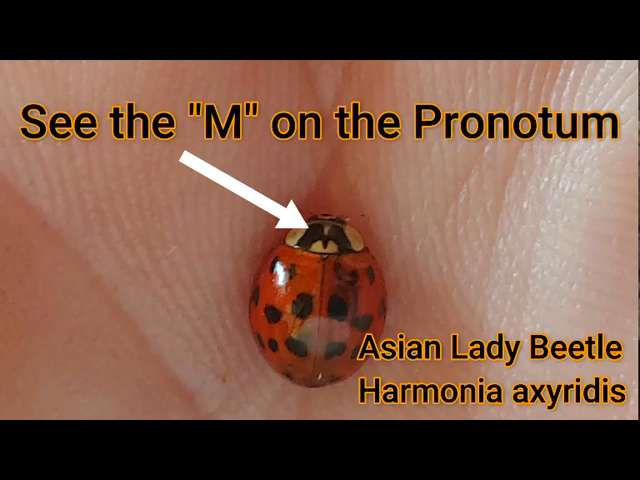 See the "M" on the Pronotum
Asian Lady Beetle
Harmonia axyridis